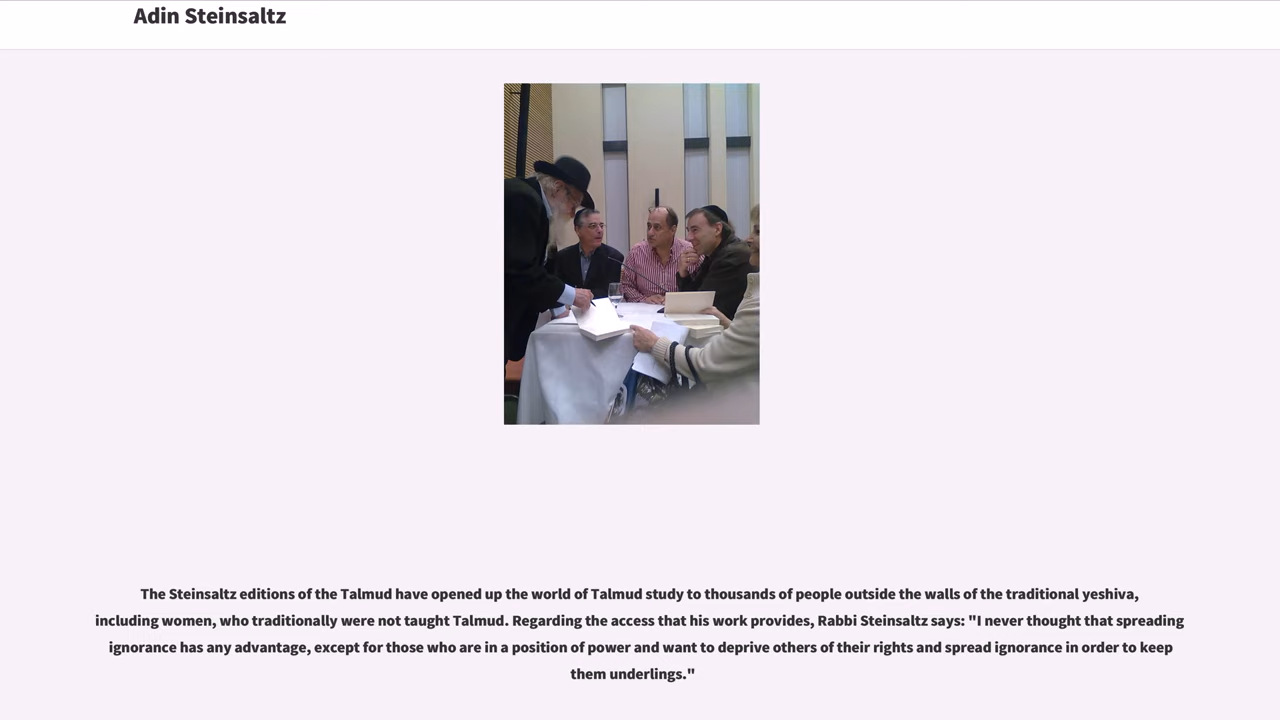 Adin Steinsaltz
The Steinsaltz editions of the Talmud have opened up the world of Talmud study to thousands of people outside the walls of the traditional yeshiva,
including women, who traditionally were not taught Talmud. Regarding the access that his work provides, Rabbi Steinsaltz says: "I never thought that spreading
ignorance has any advantage, except for those who are in a position of power and want to deprive others of their rights and spread ignorance in order to keep
them underlings."